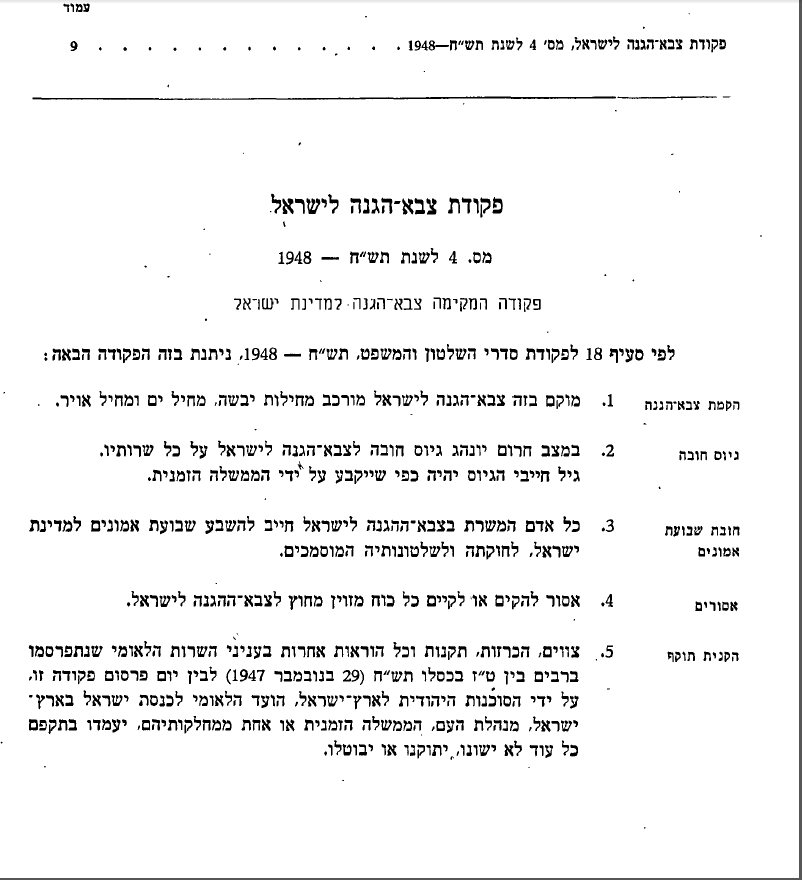 עמוד
פקודת צבא־הגנה לישראל, מס׳ 4 לשנת תש״ח—1948 . . . . . . . . . . . . . 9
פקודת צבא־הגנה לישראל
מס. 4 לשנת תש״ח — 1948
פקודה המקימה צבא־הגנה למדינת ישראל
לפי סעיף 18 לפקודת סדרי השלטון והמשפט, תש״ח — 1948, ניתנת בזה הפקודה הבאה:
הקמת צבא־הגנה 1. מוקם בזה צבא־הגנה לישראל מורכב מחילות יבשה, מחיל ים ומחיל אויר.
גיוס חובה 2. במצב חרום יונהג גיוס חובה לצבא־הגנה לישראל על כל שרותיו.
גיל חייבי הגיוס יהיה כפי שייקבע על ידי הממשלה הזמנית.
חובת שבועת 3. כל אדם המשרת בצבא־ההגנה לישראל חייב להשבע שבועת אמונים למדינת
אמונים ישראל, לחוקתה ולשלטונותיה המוסמכים.
אסורים 4. אסור להקים או לקיים כל כוח מזוין מחוץ לצבא־ההגנה לישראל.
הקנית תוקף 5. צווים, הכרזות, תקנות וכל הוראות אחרות בעניני השרות הלאומי שנתפרסמו
ברבים בין ט״ז בכסלו תש״ח (29 בנובמבר 1947) לבין יום פרסום פקודה זו,
על ידי הסוכנות היהודית לארץ־ישראל, הועד הלאומי לכנסת ישראל בארץ־
ישראל, מנהלת העם, הממשלה הזמנית או אחת ממחלקותיהם, יעמדו בתקפם
כל עוד לא ישונו, יתוקנו או יבוטלו.